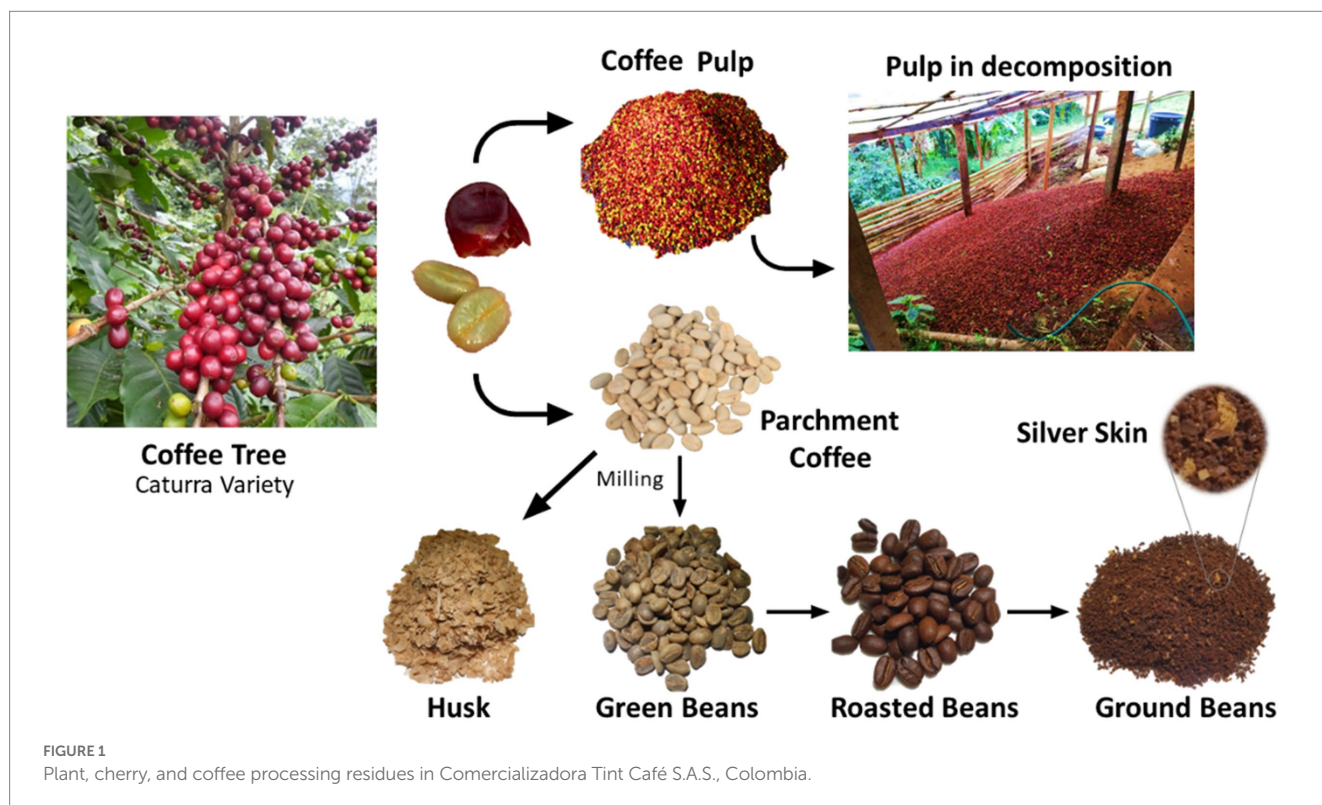 Coffee Pulp
Pulp in decomposition
Coffee Tree
Caturra Variety
Parchment
Coffee
Silver Skin
Milling
Husk
Green Beans
Roasted Beans
Ground Beans
FIGURE 1
Plant, cherry, and coffee processing residues in Comercializadora Tint Café S.A.S., Colombia.